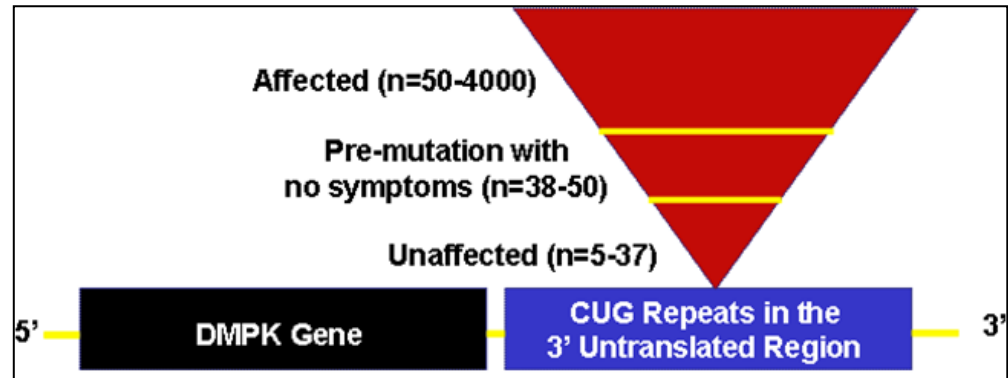 Affected (n=50-4000)
Pre-mutation with
no symptoms (n=38-50)
Unaffected (n=5-37)
5’
DMPK Gene
CUG Repeats in the
3’ Untranslated Region
3’